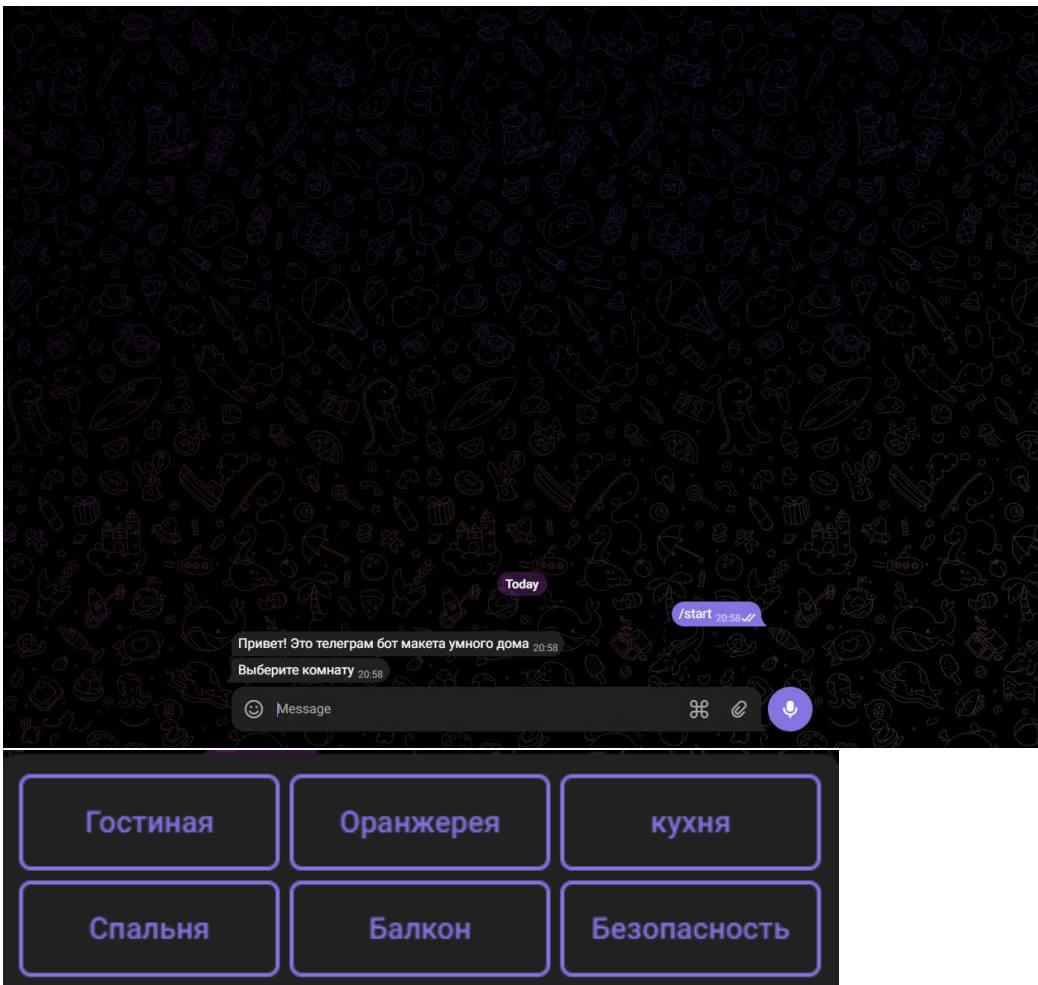 Today
/start 20:58
Привет! Это телеграм бот макета умного дома 20:58
Выберите комнату 20:58
Message
Гостиная Оранжерея кухня
Спальня Балкон Безопасность